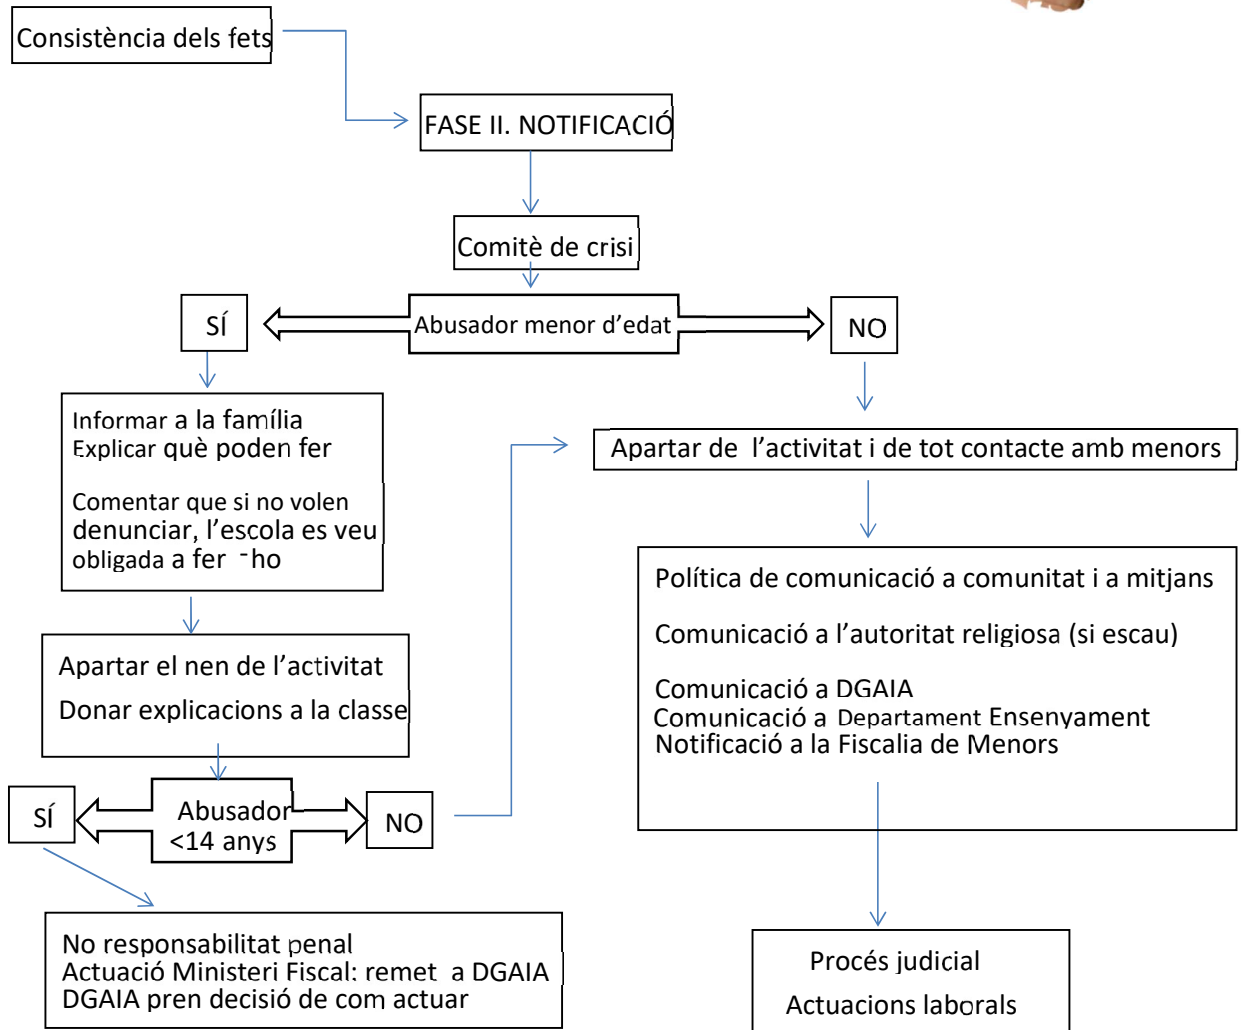 Consistència dels fets
FASE II. NOTIFICACIÓ
Comitè de crisi
SÍ
Abusador menor d'edat
NO
Informar a la família
Explicar què poden fer
Comentar que si no volen
denunciar, l'escola es veu
obligada a fer -ho
Apartar de l'activitat i de tot contacte amb menors
Apartar el nen de l'activitat
Donar explicacions a la classe
Política de comunicació a comunitat i a mitjans
Comunicació a l'autoritat religiosa (si escau)
Comunicació a DGAIA
Comunicació a Departament Ensenyament
Notificació a la Fiscalia de Menors
SÍ
Abusador
<14 anys
NO
No responsabilitat penal
Actuació Ministeri Fiscal: remet a DGAIA
DGAIA pren decisió de com actuar
Procés judicial
Actuacions laborals